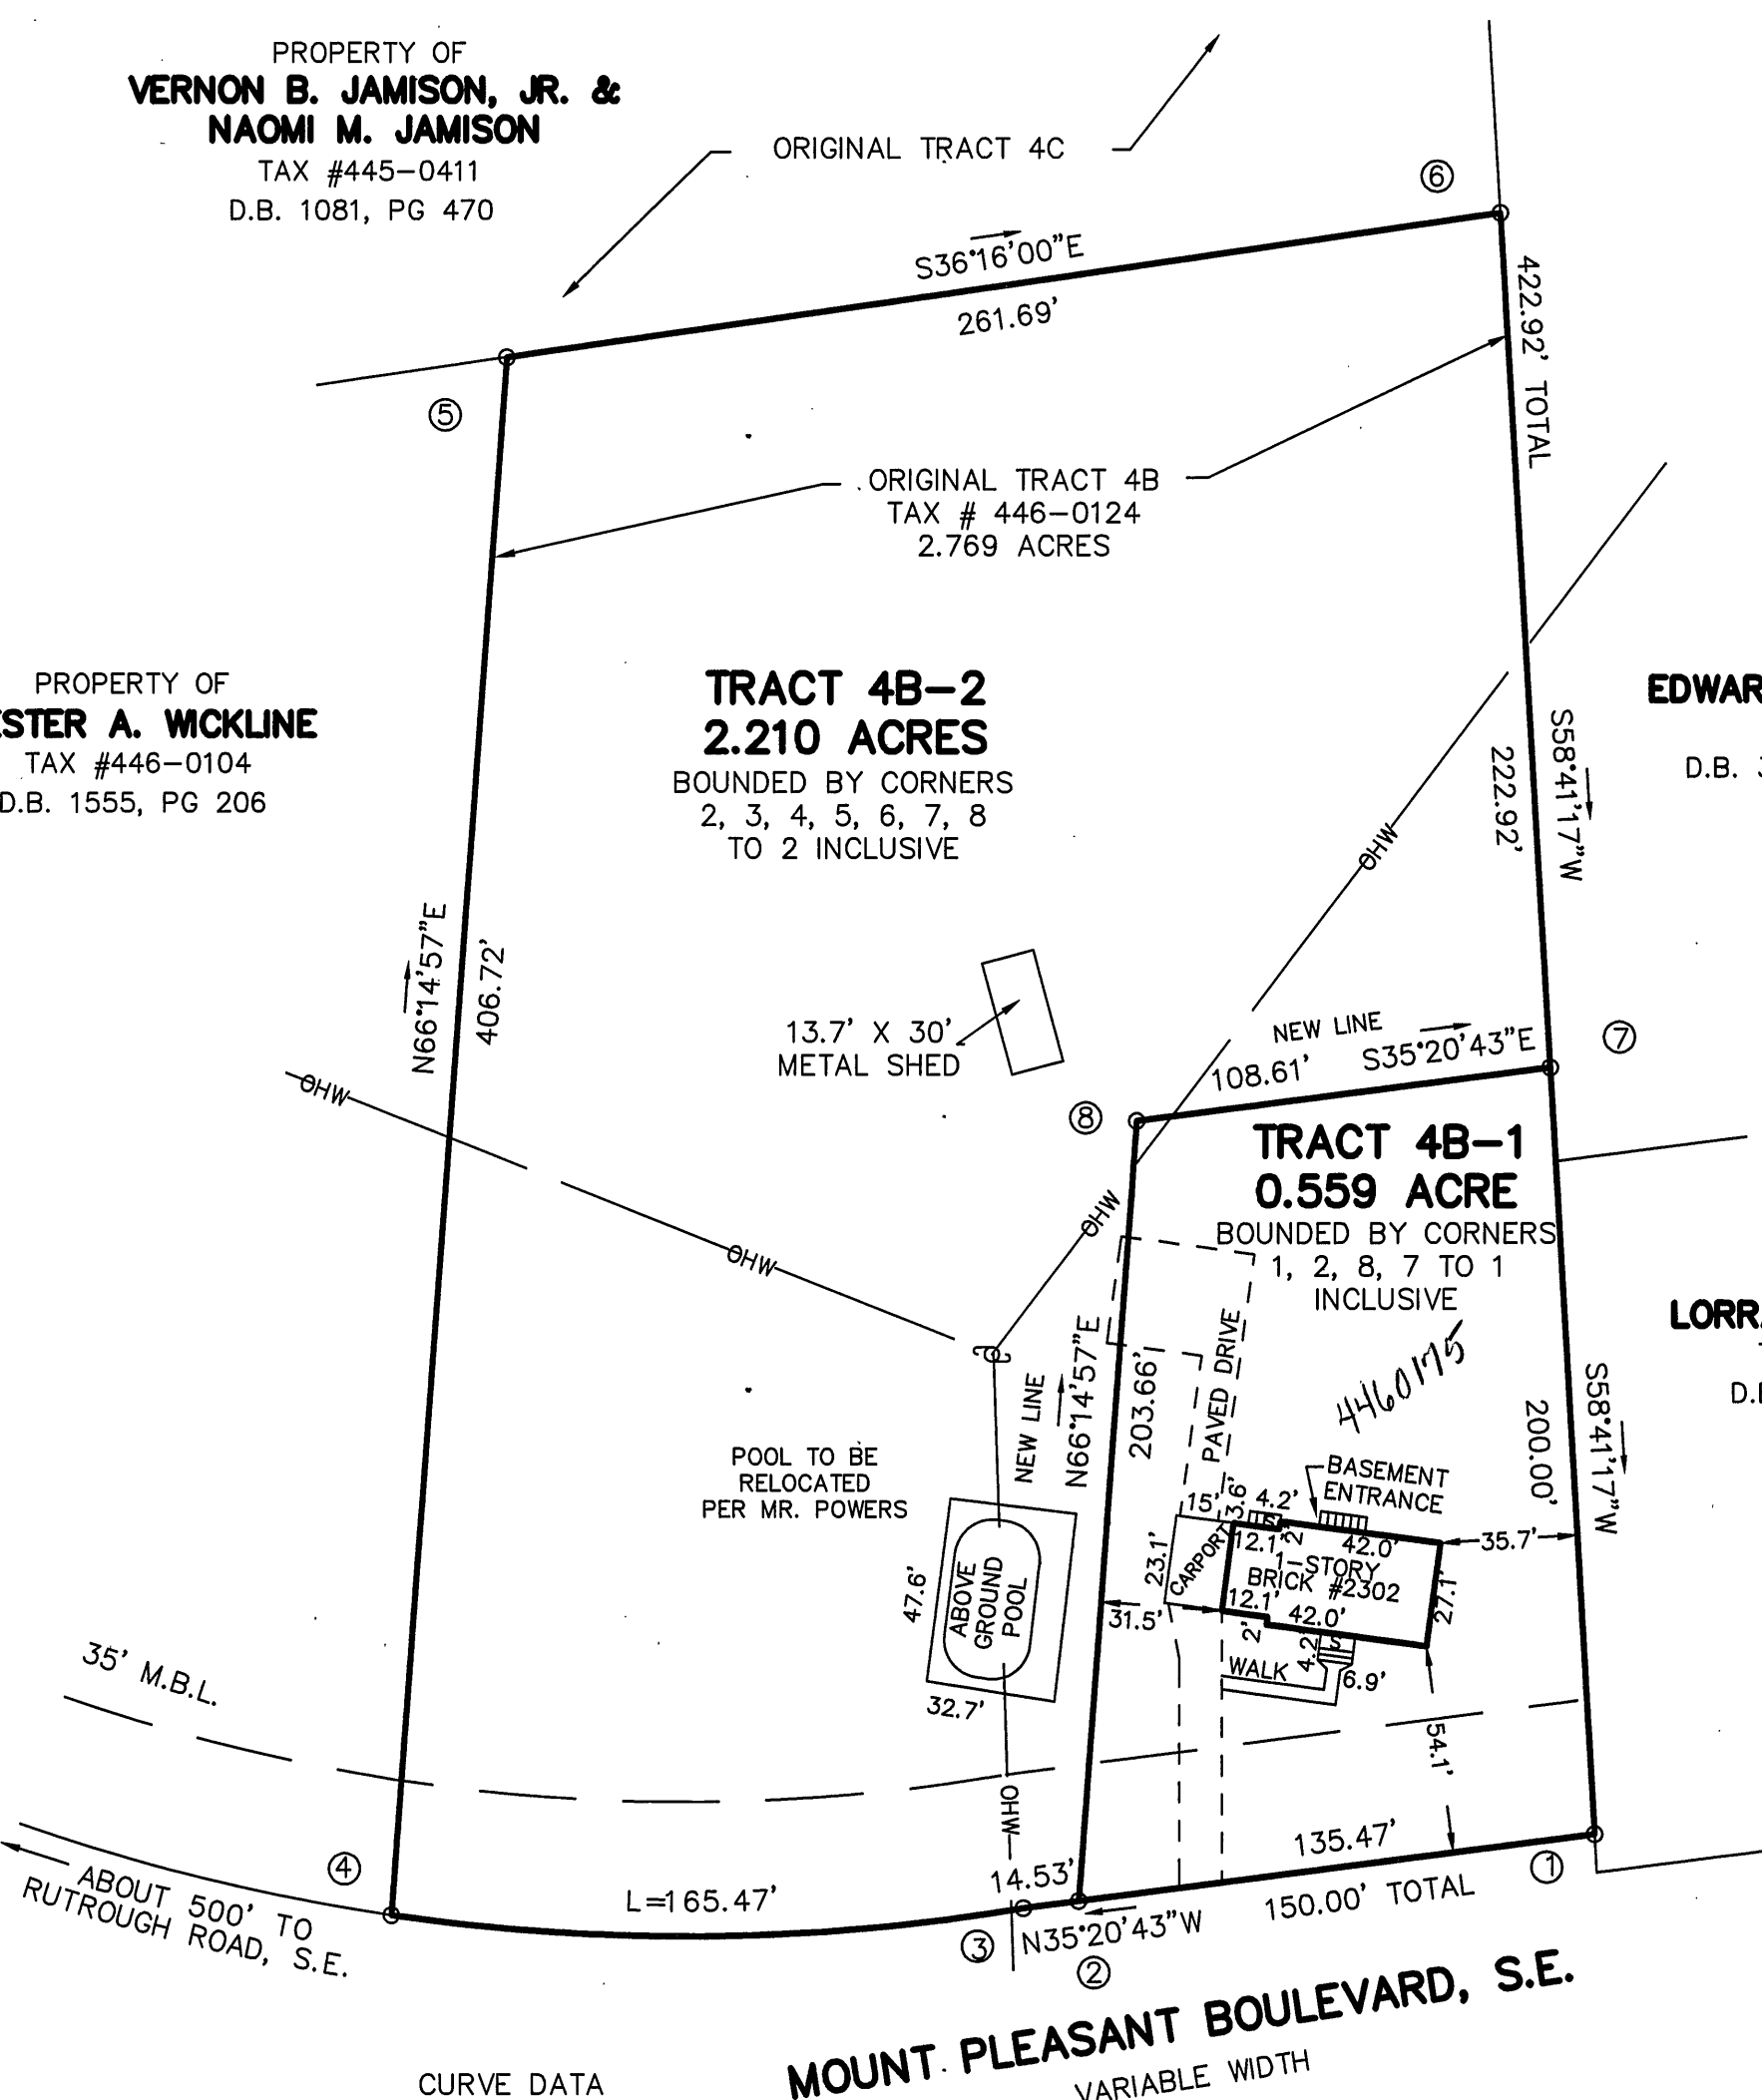 PROPERTY OF
VERNON B. JAMISON, JR. &
NAOMI M. JAMISON
TAX #445-0411
D.B. 1081, PG 470
ORIGINAL TRACT 4C
6
S36°16'00"E
261.69'
422.92' TOTAL
5
ORIGINAL TRACT 4B
TAX # 446-0124
2.769 ACRES
PROPERTY OF
STER A. WICKLINE
TAX #446-0104
D.B. 1555, PG 206
TRACT 4B-2
2.210 ACRES
BOUNDED BY CORNERS
2, 3, 4, 5, 6, 7, 8
TO 2 INCLUSIVE
EDWAR
D.B.
S58°41'17"W
222.92'
OHW
N66°14'57"E
406.72'
13.7' X 30'
METAL SHED
NEW LINE
S35°20'43"E
108.61'
7
8
OHW
TRACT 4B-1
0.559 ACRE
BOUNDED BY CORNERS
1, 2, 8, 7 TO 1
INCLUSIVE
OHW
OHW
LORR
D.
4460175
NEW LINE
N66°14'57"E
203.66'
PAVED DRIVE
S58°41'17"W
200.00'
POOL TO BE
RELOCATED
PER MR. POWERS
BASEMENT
ENTRANCE
15'
3.6'
4.2'
S
12.1'
2'
42.0'
35.7'
23.1'
CARPORT
1-STORY
BRICK #2302
27.1'
12.1'
42.0'
31.5'
2'
4.2'
S
WALK
6.9'
47.6'
ABOVE
GROUND
POOL
32.7'
35' M.B.L.
54.1'
OHW
135.47'
14.53'
1
150.00' TOTAL
4
L=165.47'
3
N35°20'43"W
2
ABOUT 500' TO
RUTROUGH ROAD, S.E.
MOUNT PLEASANT BOULEVARD, S.E.
VARIABLE WIDTH
CURVE DATA